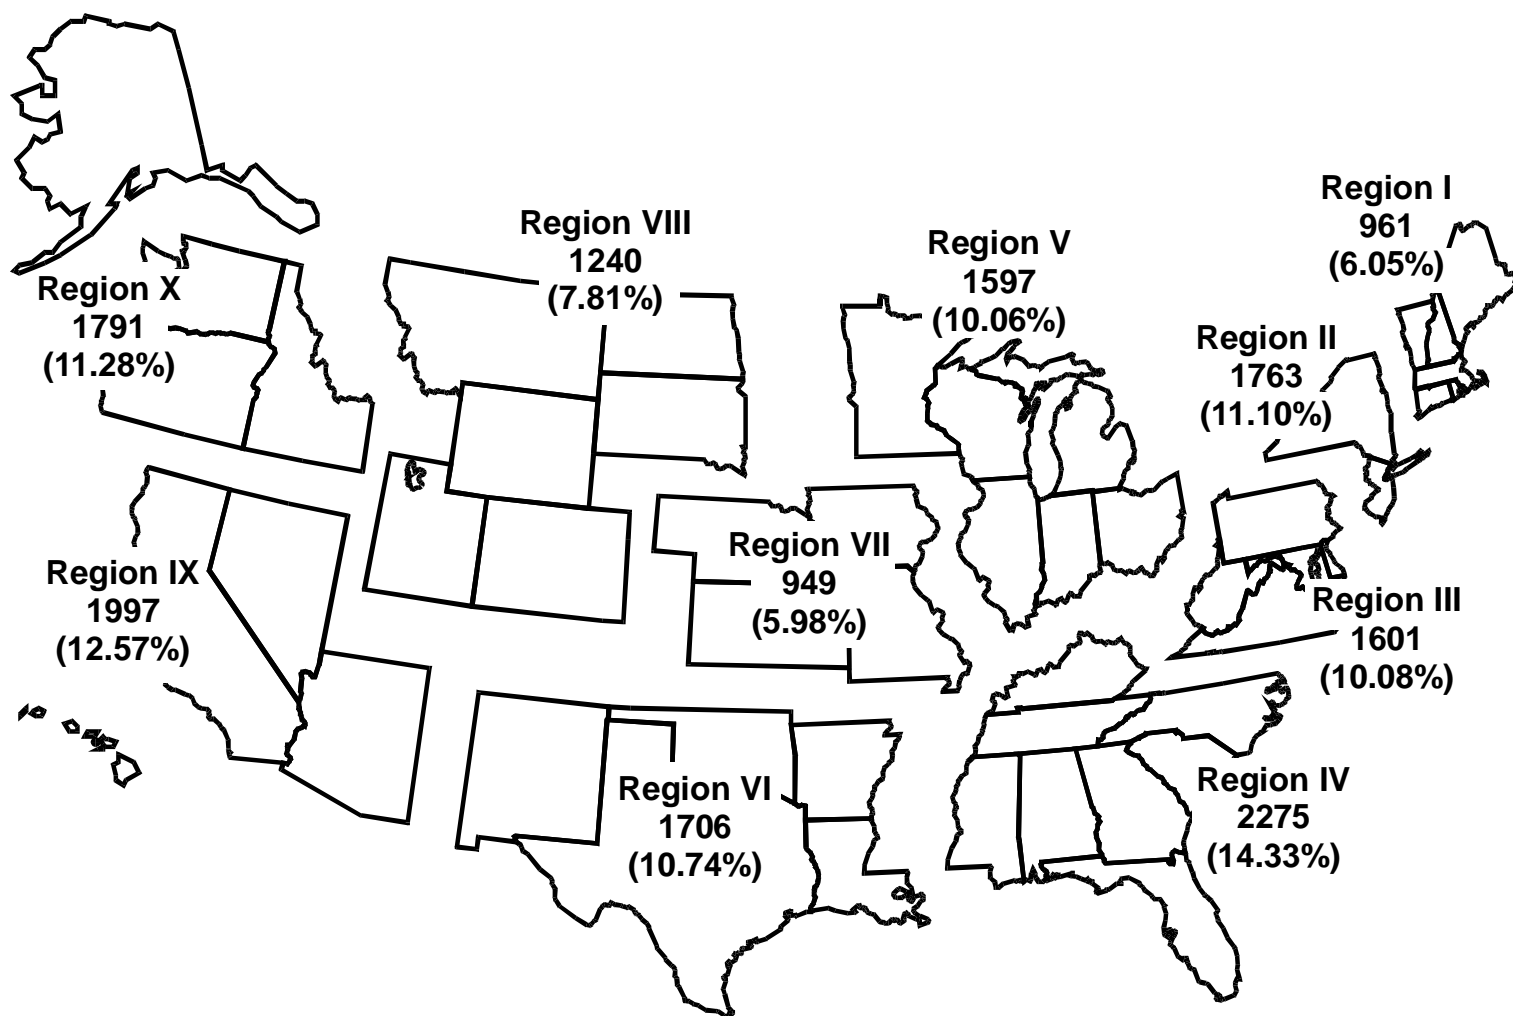 Region I
961
(6.05%)
Region VIII
1240
(7.81%)
Region V
1597
(10.06%)
Region X
1791
(11.28%)
Region II
1763
(11.10%)
Region VII
949
(5.98%)
Region IX
1997
(12.57%)
Region III
1601
(10.08%)
Region VI
1706
(10.74%)
Region IV
2275
(14.33%)